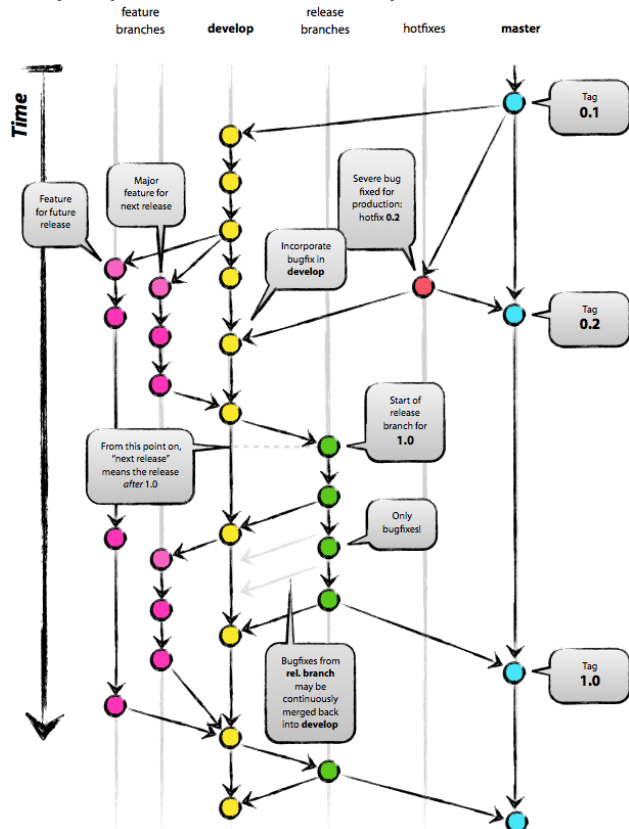 feature
branches
develop
release
branches
hotfixes
master
Time
Tag
0.1
Feature
for future
release
Major
feature for
next release
Severe bug
fixed for
production:
hotfix 0.2
Incorporate
bugfix in
develop
Tag
0.2
Start of
release
branch for
1.0
From this point on,
"next release"
means the release
after 1.0
Only
bugfixes!
Bugfixes from
rel. branch
may be
continuously
merged back
into develop
Tag
1.0